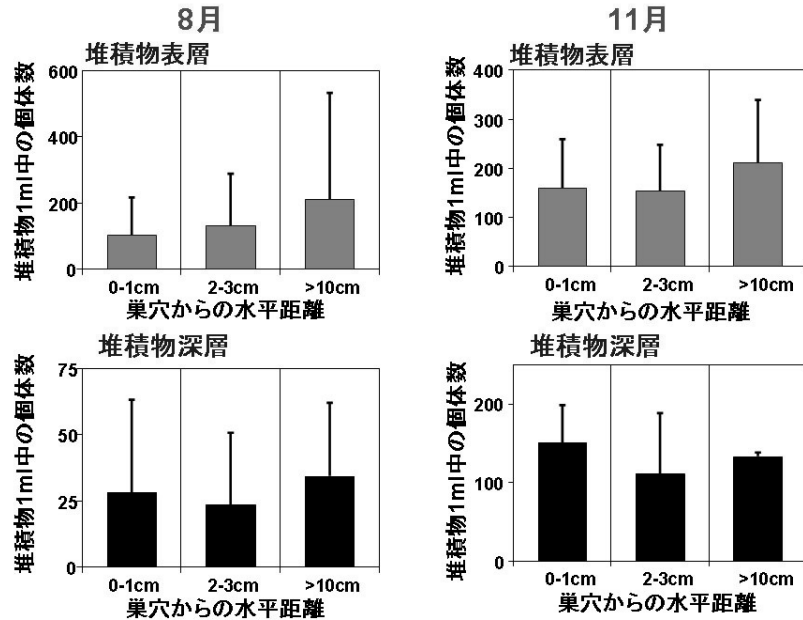 8月
堆積物表層
堆積物1ml中の個体数
600
400
200
0
0-1cm 2-3cm >10cm
巣穴からの水平距離
11月
堆積物表層
堆積物1ml中の個体数
400
300
200
100
0
0-1cm 2-3cm >10cm
巣穴からの水平距離
堆積物深層
堆積物1ml中の個体数
75
50
25
0
0-1cm 2-3cm >10cm
巣穴からの水平距離
堆積物深層
堆積物1ml中の個体数
200
100
0
0-1cm 2-3cm >10cm
巣穴からの水平距離